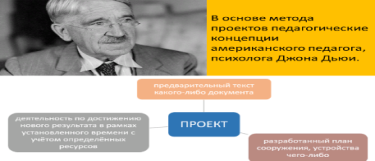 В основе метода
проектов педагогические
концепции
американского педагога,
психолога Джона Дьюи.
предварительный текст
какого-либо документа
деятельность по достижению
нового результата в рамках
установленного времени с
учётом определённых
ресурсов
ПРОЕКТ
разработанный план
сооружения, устройства
чего-либо